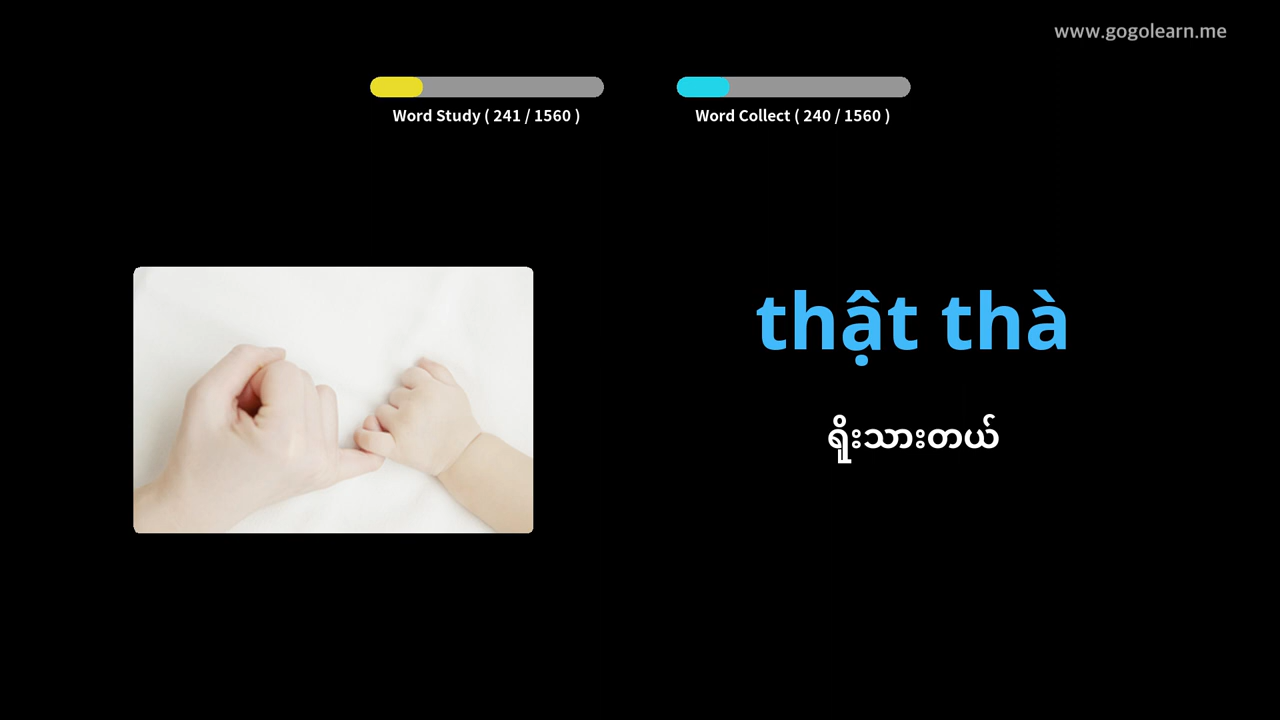 www.gogolearn.me
Word Study ( 241 / 1560 )
Word Collect ( 240 / 1560 )
thật thà
ရိုးသားတယ်